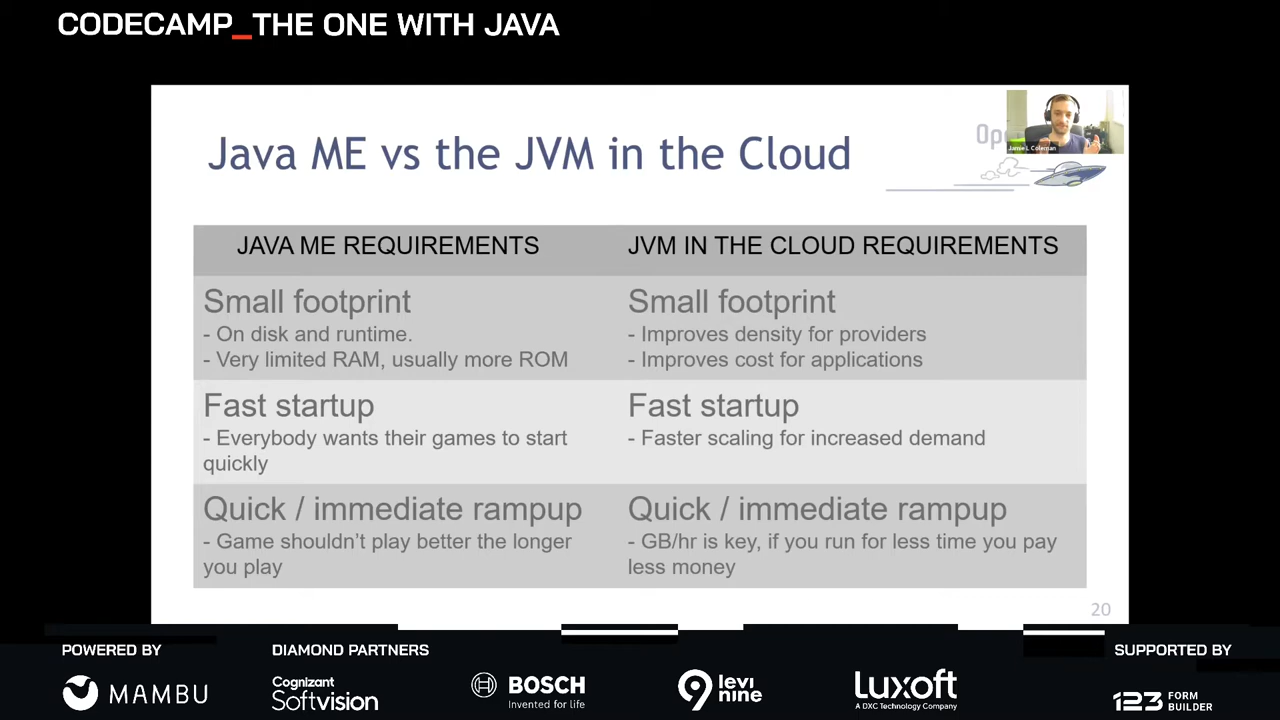 CODECAMP_THE ONE WITH JAVA
Java ME vs the JVM in the Cloud
Jamie L Coleman
JAVA ME REQUIREMENTS
JVM IN THE CLOUD REQUIREMENTS
Small footprint
- On disk and runtime.
- Very limited RAM, usually more ROM
Small footprint
- Improves density for providers
- Improves cost for applications
Fast startup
- Everybody wants their games to start
quickly
Fast startup
- Faster scaling for increased demand
Quick / immediate rampup
- Game shouldn't play better the longer
you play
Quick / immediate rampup
- GB/hr is key, if you run for less time you pay
less money
20
POWERED BY
DIAMOND PARTNERS
SUPPORTED BY
MAMBU
Cognizant
Softvision
BOSCH
Invented for life
9 levi
nine
Luxoft
A DXC Technology Company
123 FORM
BUILDER